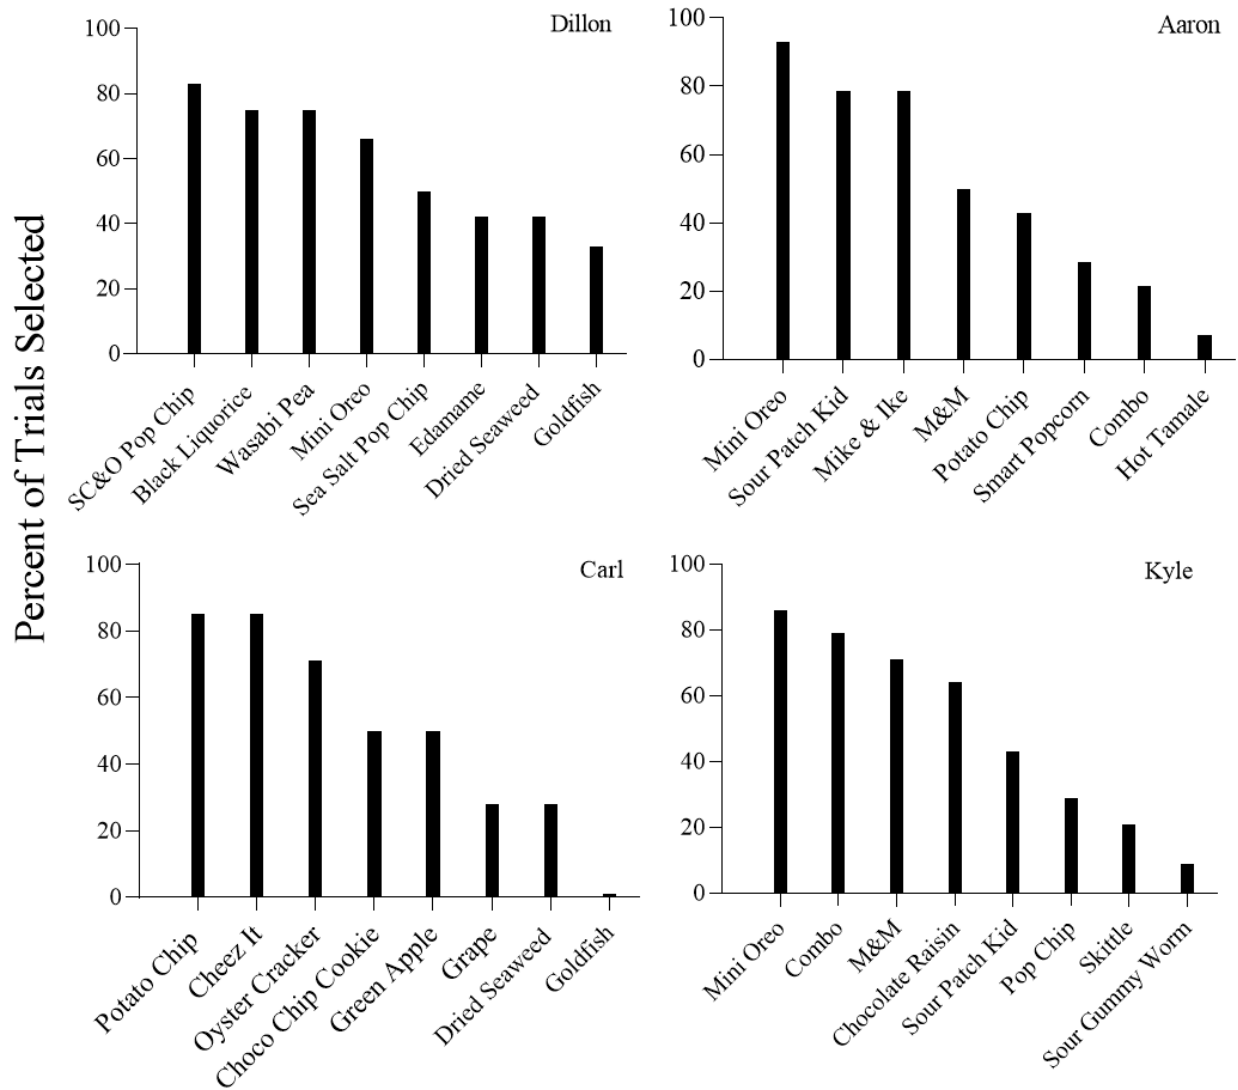 Percent of Trials Selected
Dillon
100
80
60
40
20
0
SC&O Pop Chip
Black Liquorice
Wasabi Pea
Mini Oreo
Sea Salt Pop Chip
Edamame
Dried Seaweed
Goldfish
Aaron
100
80
60
40
20
0
Mini Oreo
Sour Patch Kid
Mike & Ike
M&M
Potato Chip
Smart Popcorn
Combo
Hot Tamale
Carl
100
80
60
40
20
0
Potato Chip
Cheez It
Oyster Cracker
Choco Chip Cookie
Green Apple
Grape
Dried Seaweed
Goldfish
Kyle
100
80
60
40
20
0
Mini Oreo
Combo
M&M
Chocolate Raisin
Sour Patch Kid
Pop Chip
Skittle
Sour Gummy Worm